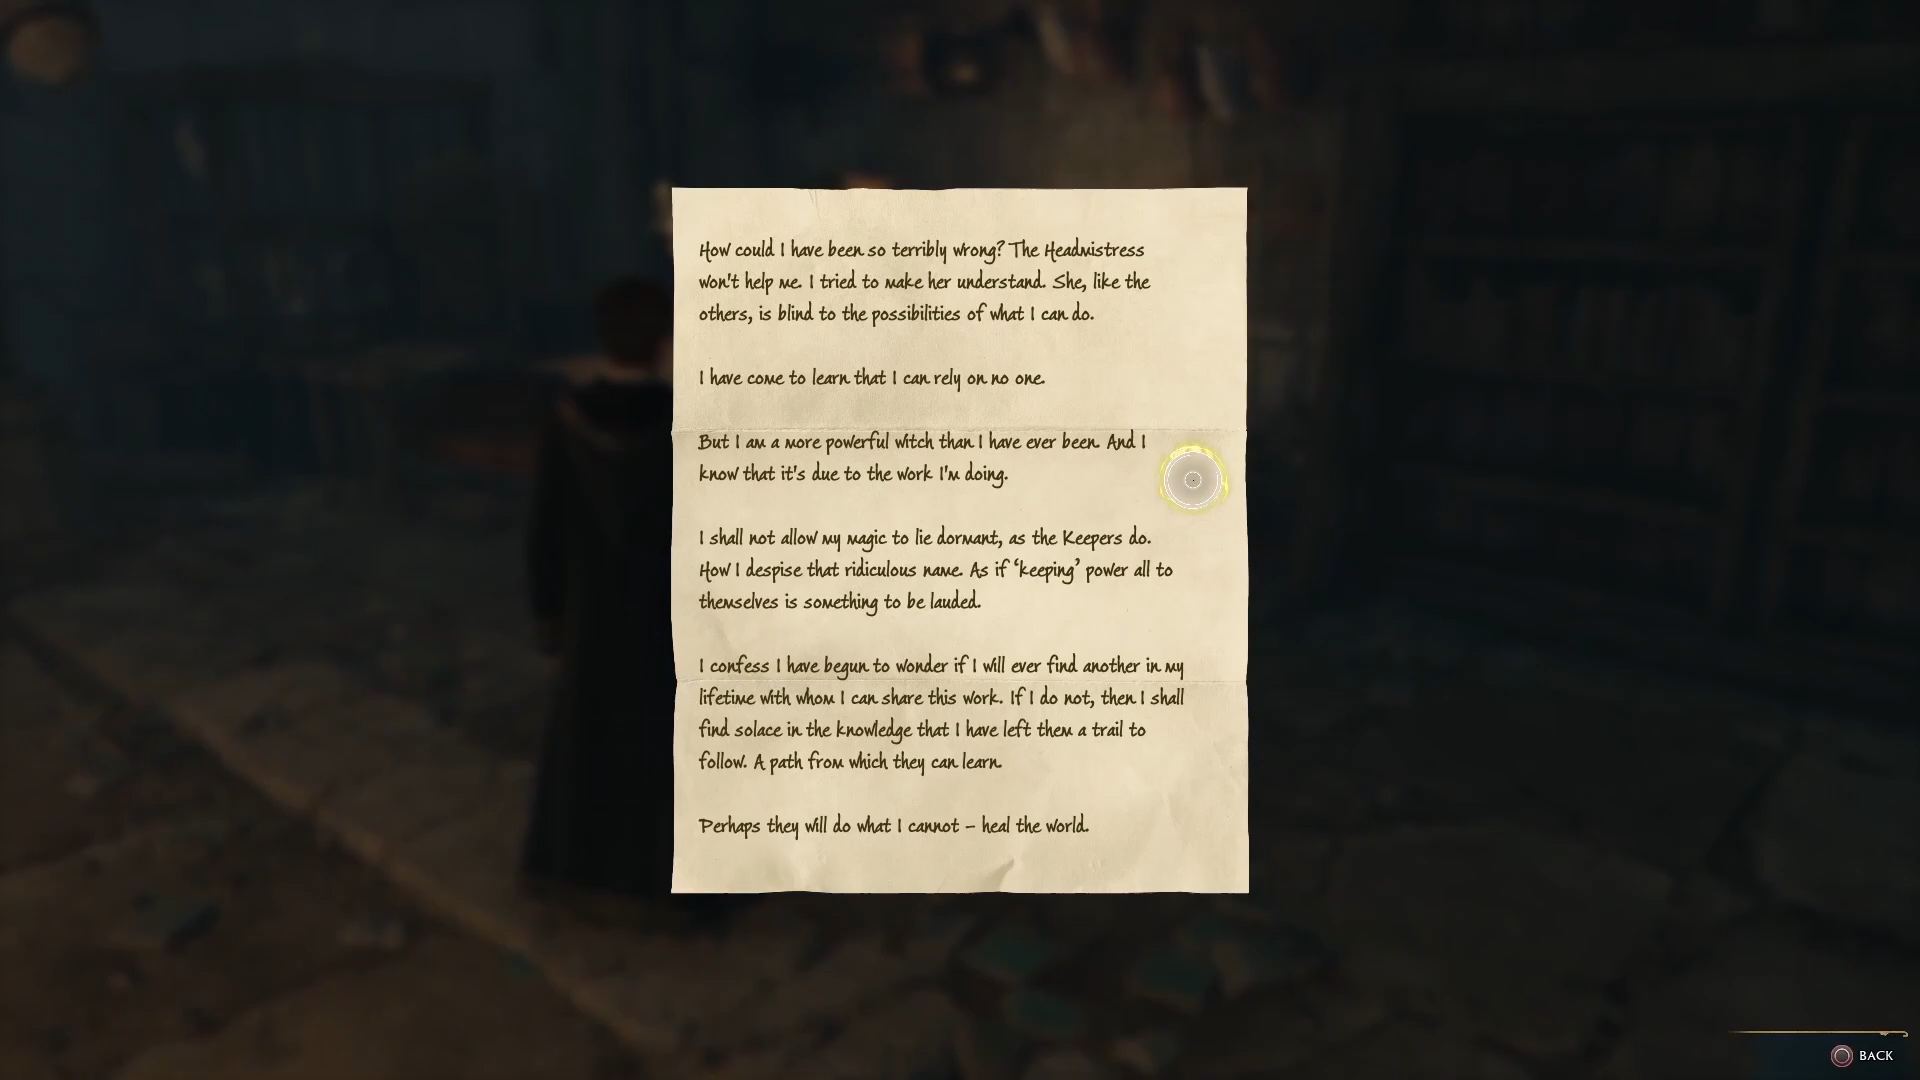 How could I have been so terribly wrong? The Headmistress
won't help me. I tried to make her understand. She, like the
others, is blind to the possibilities of what I can do.
I have come to learn that I can rely on no one.
But I am a more powerful witch than I have ever been. And I
know that it's due to the work I'm doing.
I shall not allow my magic to lie dormant, as the Keepers do.
How I despise that ridiculous name. As if ‘keeping’ power all to
themselves is something to be lauded.
I confess I have begun to wonder if I will ever find another in my
lifetime with whom I can share this work. If I do not, then I shall
find solace in the knowledge that I have left them a trail to
follow. A path from which they can learn.
Perhaps they will do what I cannot – heal the world.
BACK